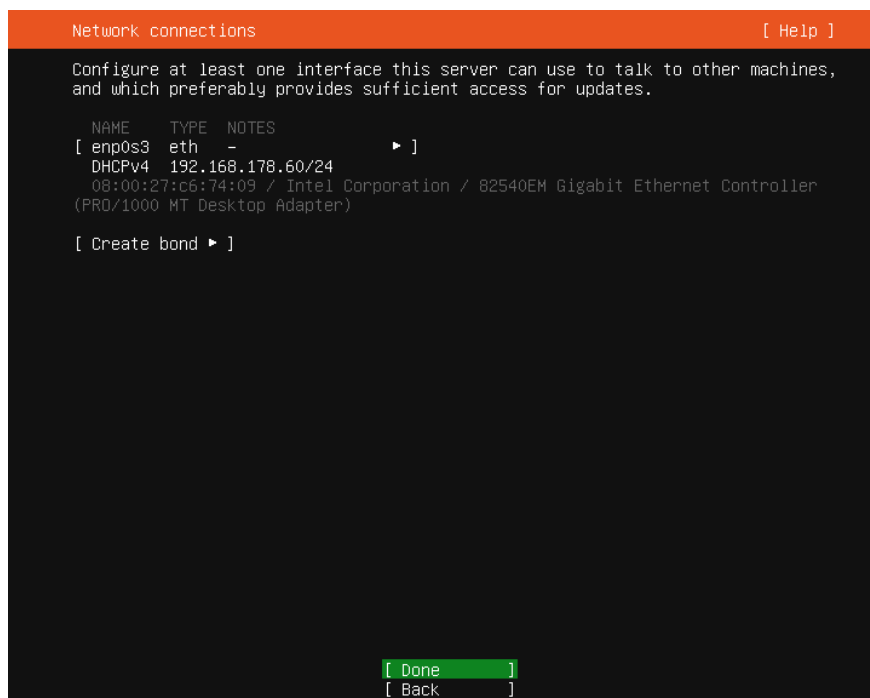 Network connections [ Help ]
Configure at least one interface this server can use to talk to other machines,
and which preferably provides sufficient access for updates.
NAME TYPE NOTES
[ enp0s3 eth - ▸ ]
DHCPv4 192.168.178.60/24
08:00:27:c6:74:09 / Intel Corporation / 82540EM Gigabit Ethernet Controller
(PRO/1000 MT Desktop Adapter)
[ Create bond ▸ ]
[ Done ]
[ Back ]